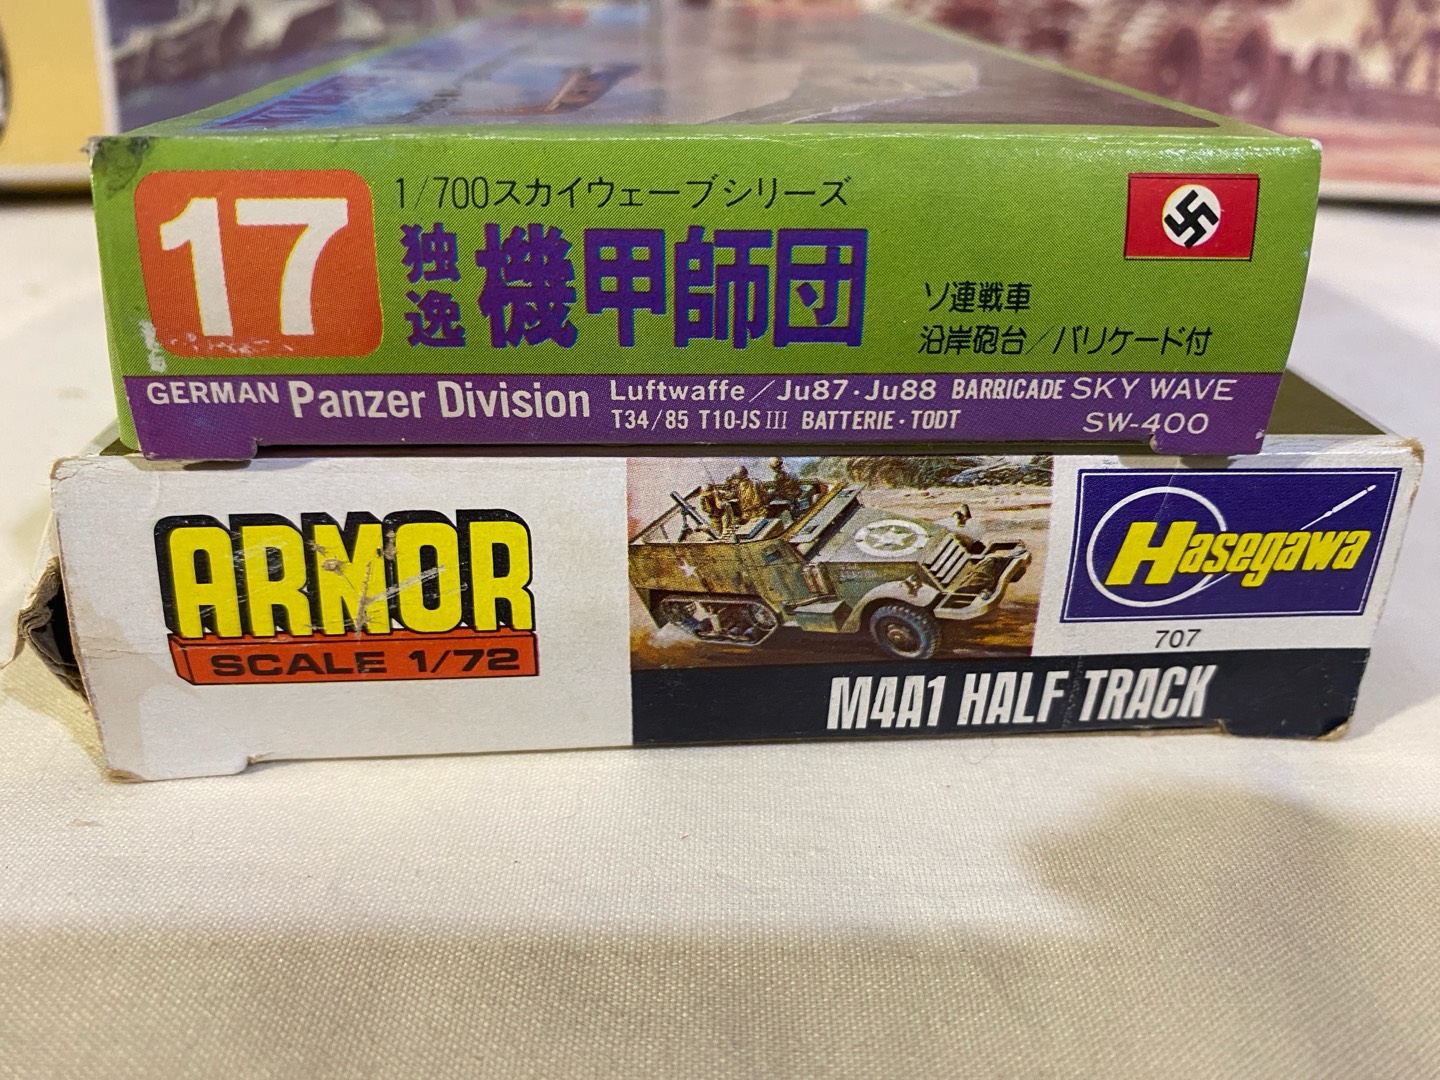 17
1/700スカイウェーブシリーズ
独逸 機甲師団
ソ連戦車
沿岸砲台/バリケード付
GERMAN Panzer Division
Luftwaffe/Ju87·Ju88 BARRICADE SKY WAVE
T34/85 T10-JSIII BATTERIE·TODT SW-400
ARMOR
SCALE 1/72
Hasegawa
707
M4A1 HALF TRACK